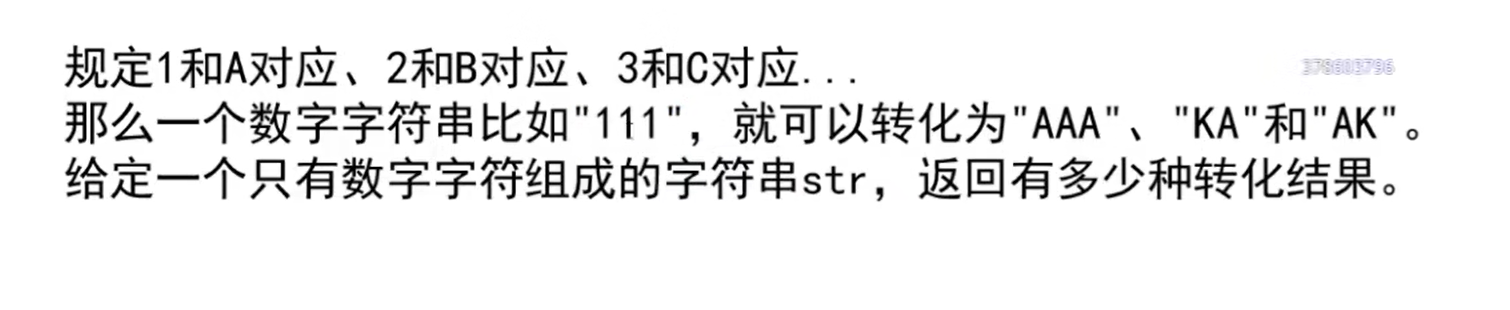 规定1和A对应、2和B对应、3和C对应...
那么一个数字字符串比如"111"，就可以转化为"AAA"、"KA"和"AK"。
给定一个只有数字字符组成的字符串str，返回有多少种转化结果。